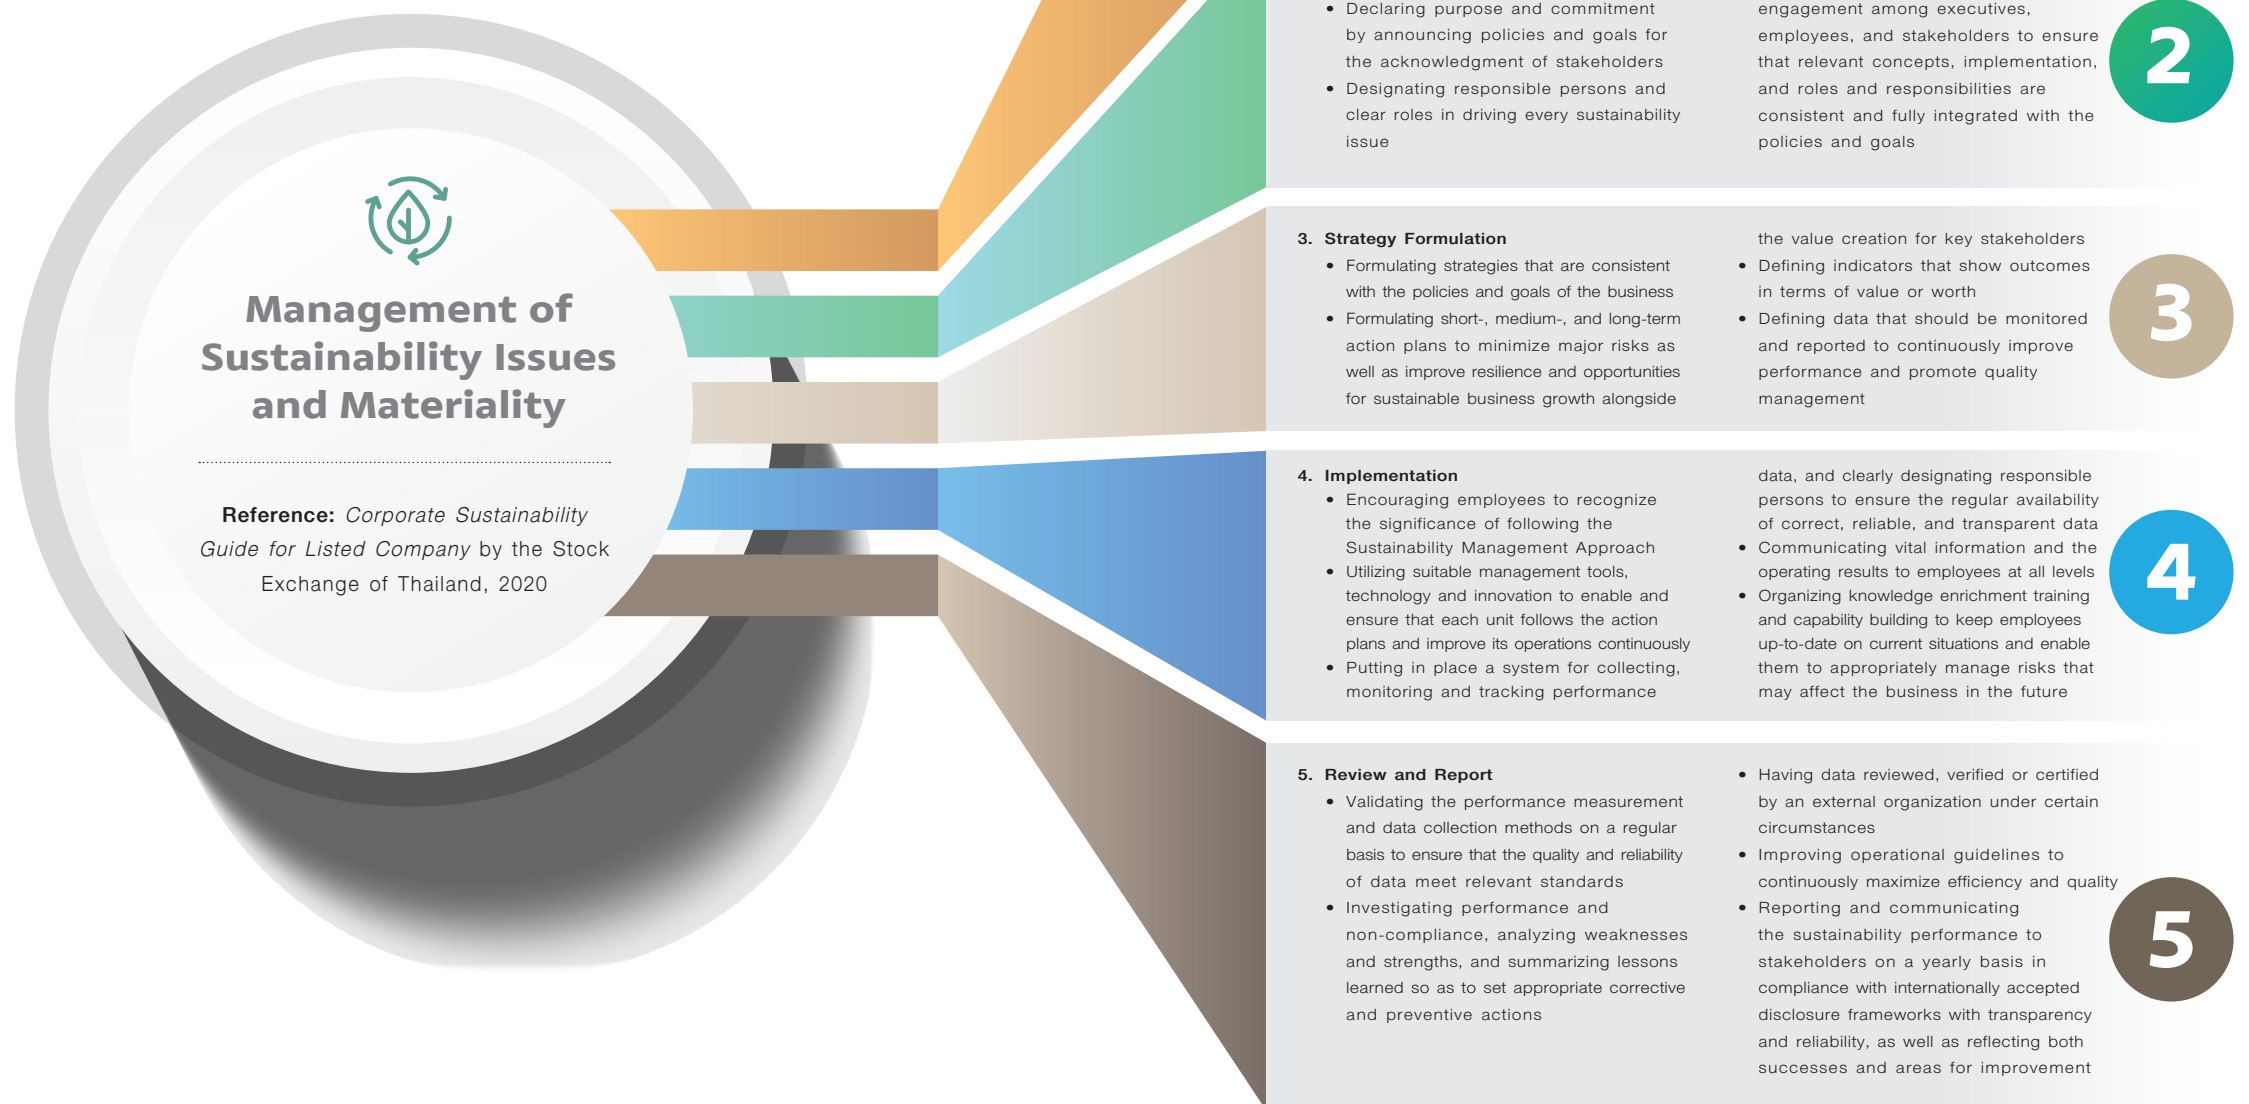 Management of
Sustainability Issues
and Materiality
Reference: Corporate Sustainability
Guide for Listed Company by the Stock
Exchange of Thailand, 2020
• Declaring purpose and commitment
by announcing policies and goals for
the acknowledgment of stakeholders
• Designating responsible persons and
clear roles in driving every sustainability
issue
engagement among executives,
employees, and stakeholders to ensure
that relevant concepts, implementation,
and roles and responsibilities are
consistent and fully integrated with the
policies and goals
2
3. Strategy Formulation
• Formulating strategies that are consistent
with the policies and goals of the business
• Formulating short-, medium-, and long-term
action plans to minimize major risks as
well as improve resilience and opportunities
for sustainable business growth alongside
the value creation for key stakeholders
• Defining indicators that show outcomes
in terms of value or worth
• Defining data that should be monitored
and reported to continuously improve
performance and promote quality
management
3
4. Implementation
• Encouraging employees to recognize
the significance of following the
Sustainability Management Approach
• Utilizing suitable management tools,
technology and innovation to enable and
ensure that each unit follows the action
plans and improve its operations continuously
• Putting in place a system for collecting,
monitoring and tracking performance
data, and clearly designating responsible
persons to ensure the regular availability
of correct, reliable, and transparent data
• Communicating vital information and the
operating results to employees at all levels
• Organizing knowledge enrichment training
and capability building to keep employees
up-to-date on current situations and enable
them to appropriately manage risks that
may affect the business in the future
4
5. Review and Report
• Validating the performance measurement
and data collection methods on a regular
basis to ensure that the quality and reliability
of data meet relevant standards
• Investigating performance and
non-compliance, analyzing weaknesses
and strengths, and summarizing lessons
learned so as to set appropriate corrective
and preventive actions
• Having data reviewed, verified or certified
by an external organization under certain
circumstances
• Improving operational guidelines to
continuously maximize efficiency and quality
• Reporting and communicating
the sustainability performance to
stakeholders on a yearly basis in
compliance with internationally accepted
disclosure frameworks with transparency
and reliability, as well as reflecting both
successes and areas for improvement
5